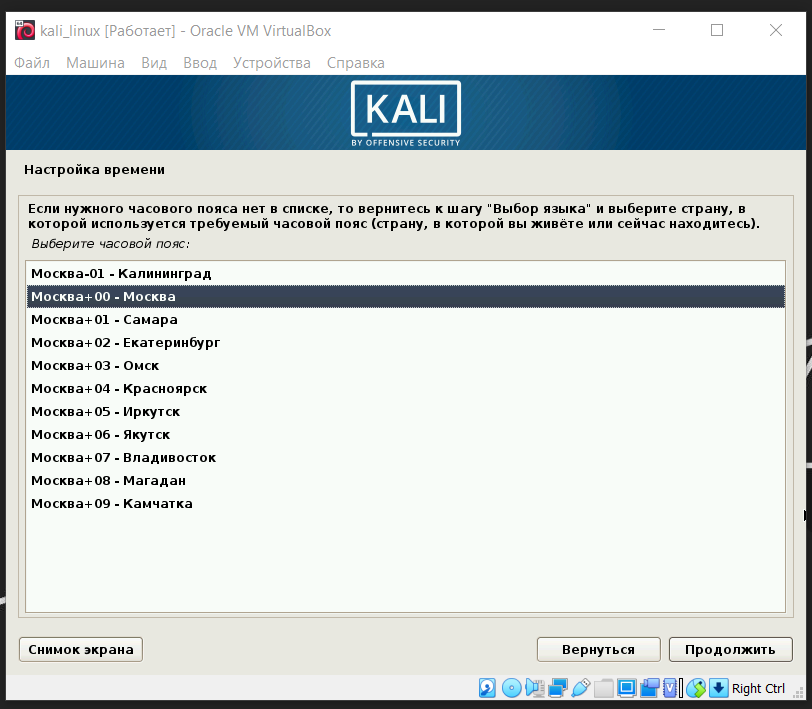 kali_linux [Работает] - Oracle VM VirtualBox
Файл Машина Вид Ввод Устройства Справка
KALI
BY OFFENSIVE SECURITY
Настройка времени
Если нужного часового пояса нет в списке, то вернитесь к шагу "Выбор языка" и выберите страну, в
которой используется требуемый часовой пояс (страну, в которой вы живёте или сейчас находитесь).
Выберите часовой пояс:
Москва-01 - Калининград
Москва+00 - Москва
Москва+01 - Самара
Москва+02 - Екатеринбург
Москва+03 - Омск
Москва+04 - Красноярск
Москва+05 - Иркутск
Москва+06 - Якутск
Москва+07 - Владивосток
Москва+08 - Магадан
Москва+09 - Камчатка
Снимок экрана Вернуться Продолжить
Right Ctrl